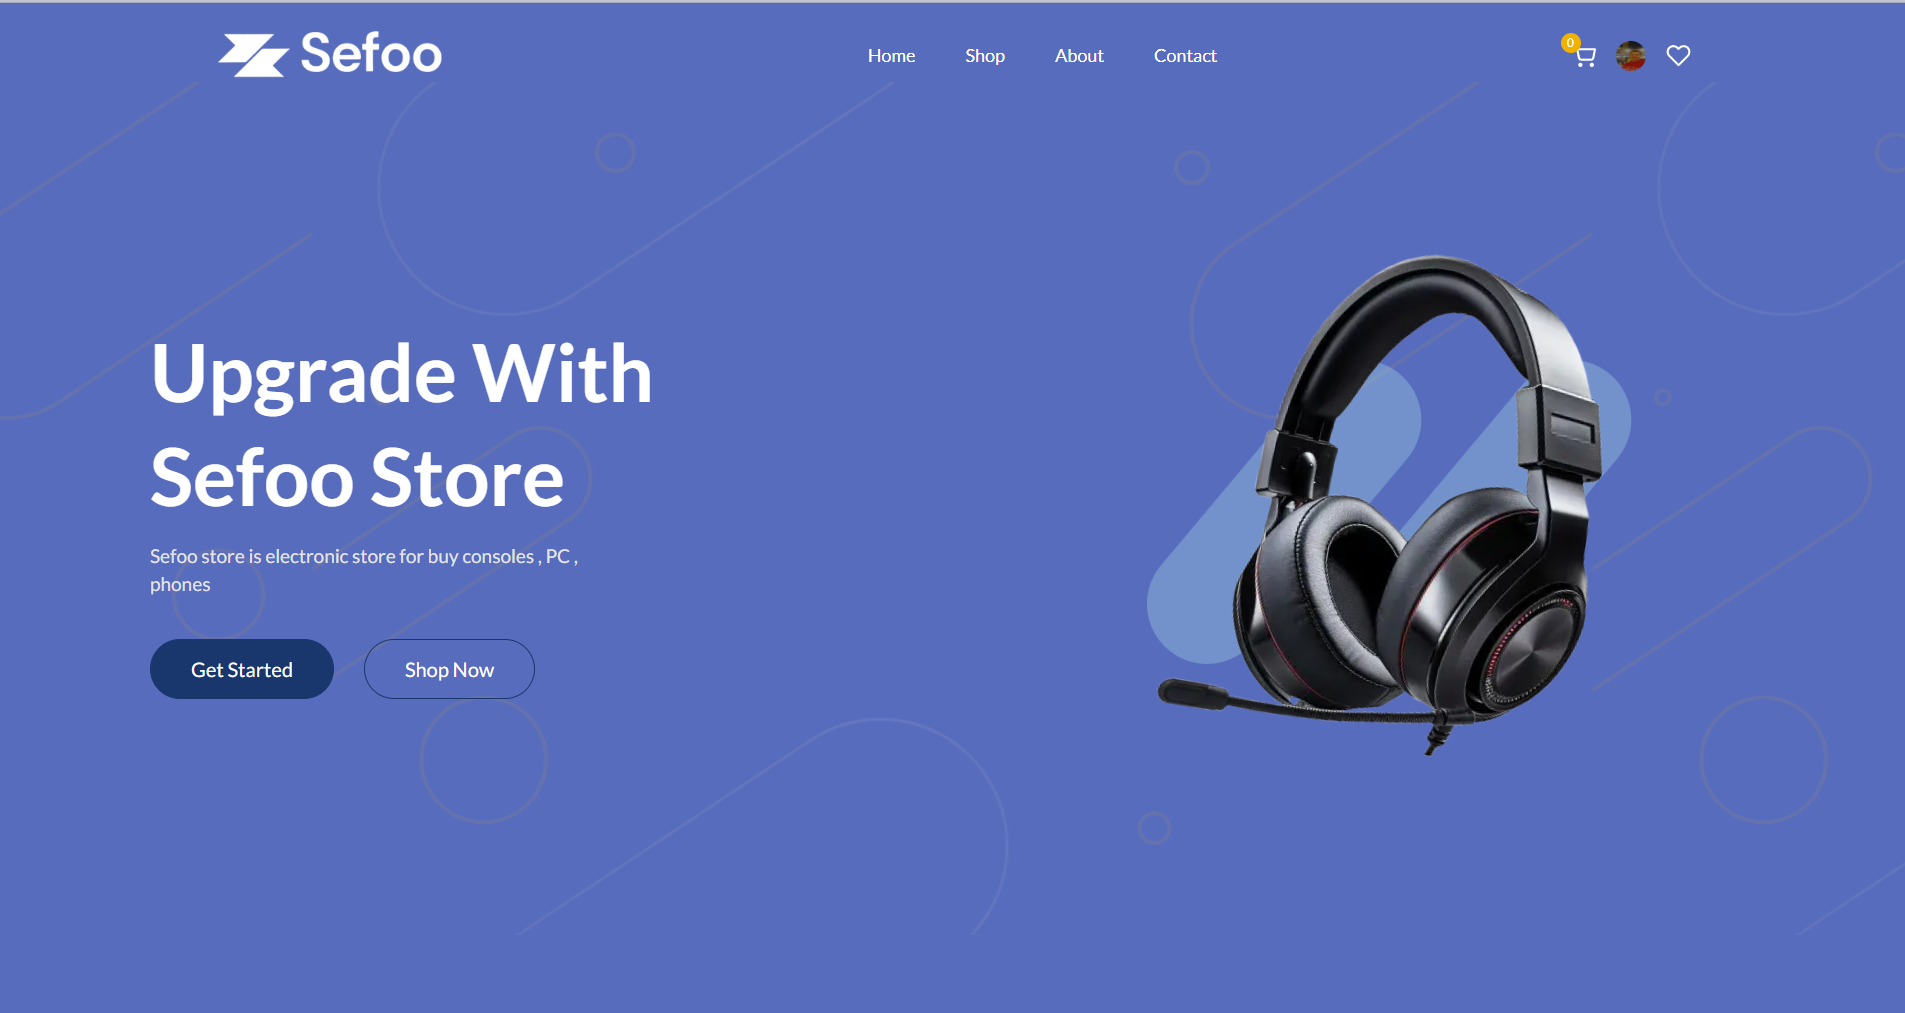 Sefoo
Home Shop About Contact
0
Upgrade With
Sefoo Store
Sefoo store is electronic store for buy consoles , PC ,
phones
Get Started Shop Now